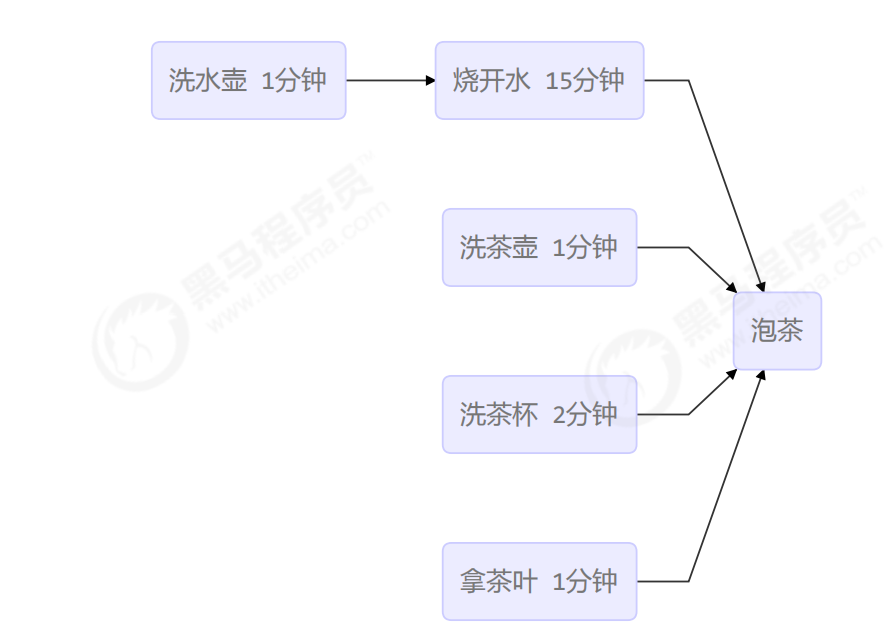 洗水壶 1分钟
烧开水 15分钟
洗茶壶 1分钟
泡茶
洗茶杯 2分钟
拿茶叶 1分钟
黑马程序员™
www.itheima.com
黑马程序员™
www.itheima.com